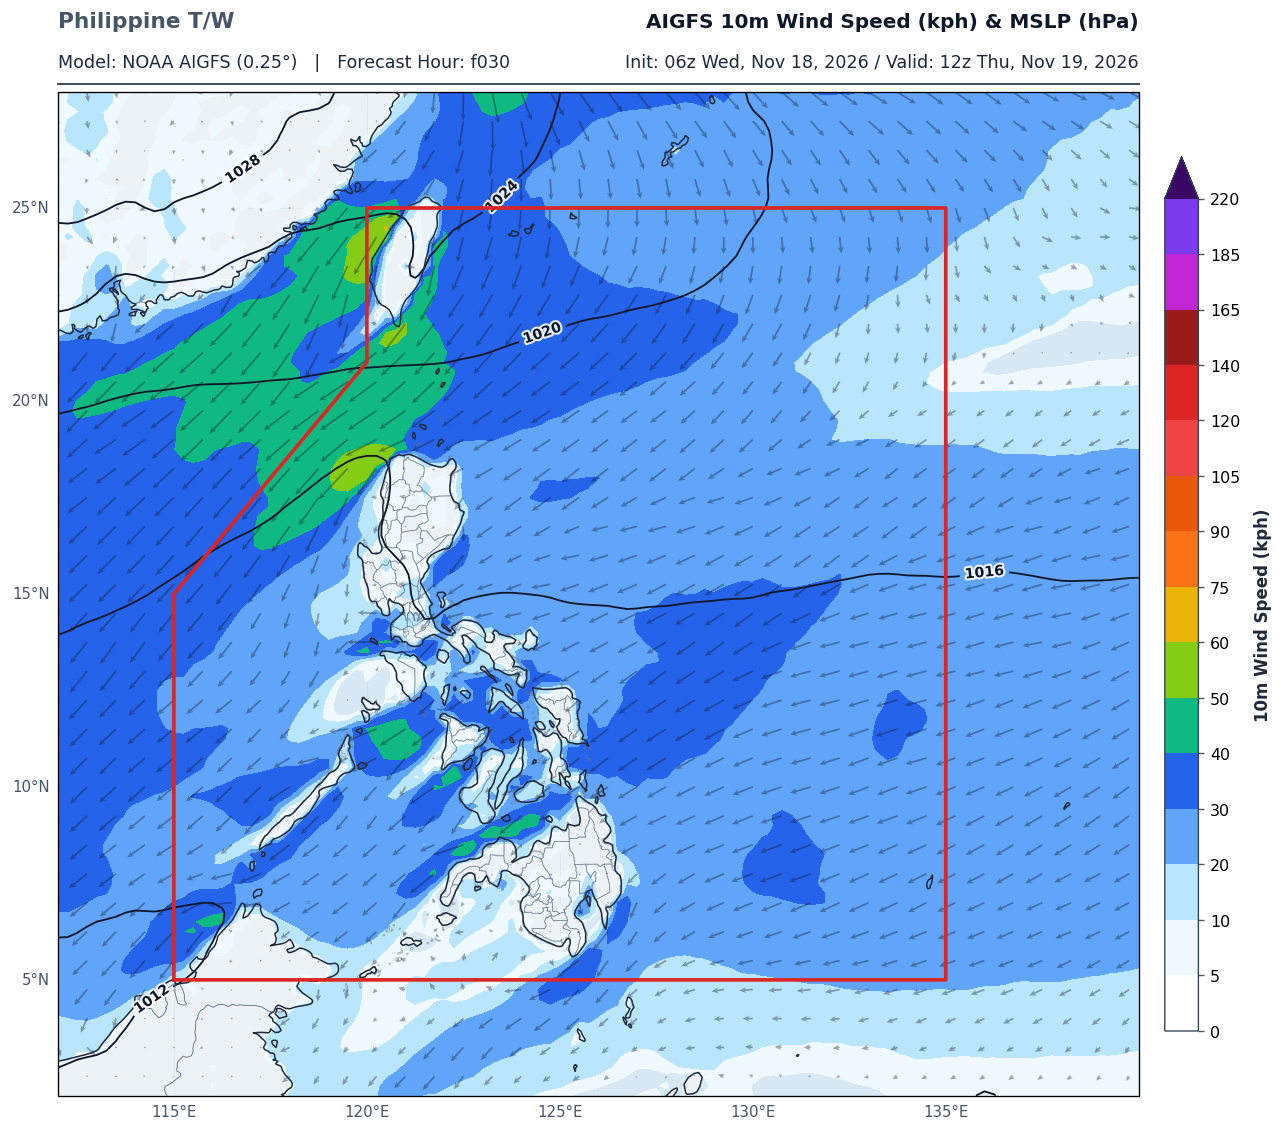 Philippine T/W
AIGFS 10m Wind Speed (kph) & MSLP (hPa)
Model: NOAA AIGFS (0.25°)   |   Forecast Hour: f030
Init: 06z Wed, Nov 18, 2026 / Valid: 12z Thu, Nov 19, 2026
1028
1024
1020
1016
1012
25°N
20°N
15°N
10°N
5°N
115°E
120°E
125°E
130°E
135°E
220
185
165
140
120
105
90
75
60
50
40
30
20
10
5
0
10m Wind Speed (kph)